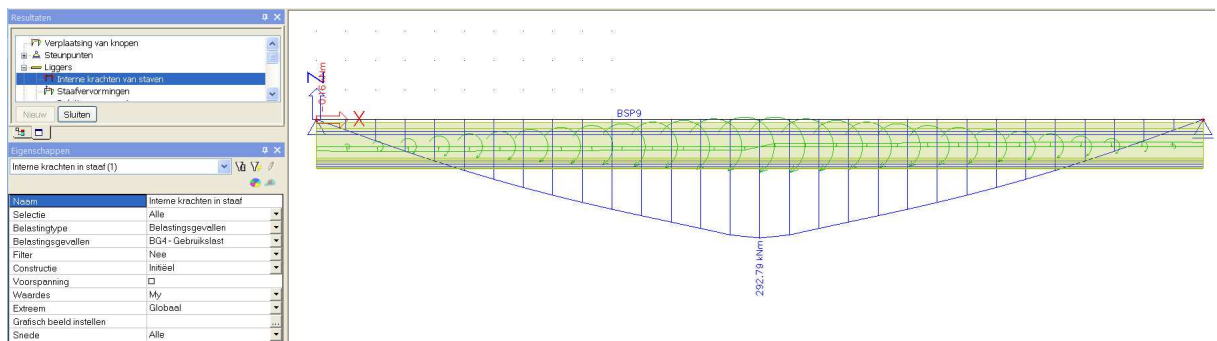 Resultaten
Verplaatsing van knopen
Steunpunten
Liggers
Interne krachten van staven
Staafvervormingen
Nieuw Sluiten
Eigenschappen
Interne krachten in staaf (1)
Naam Interne krachten in staaf
Selectie Alle
Belastingtype Belastingsgevallen
Belastingsgevallen BG4 - Gebruikslast
Filter Nee
Constructie Initiëel
Voorspanning
Waardes My
Extreem Globaal
Grafisch beeld instellen ...
Snede Alle
Z
X
BSP9
292.79 kNm